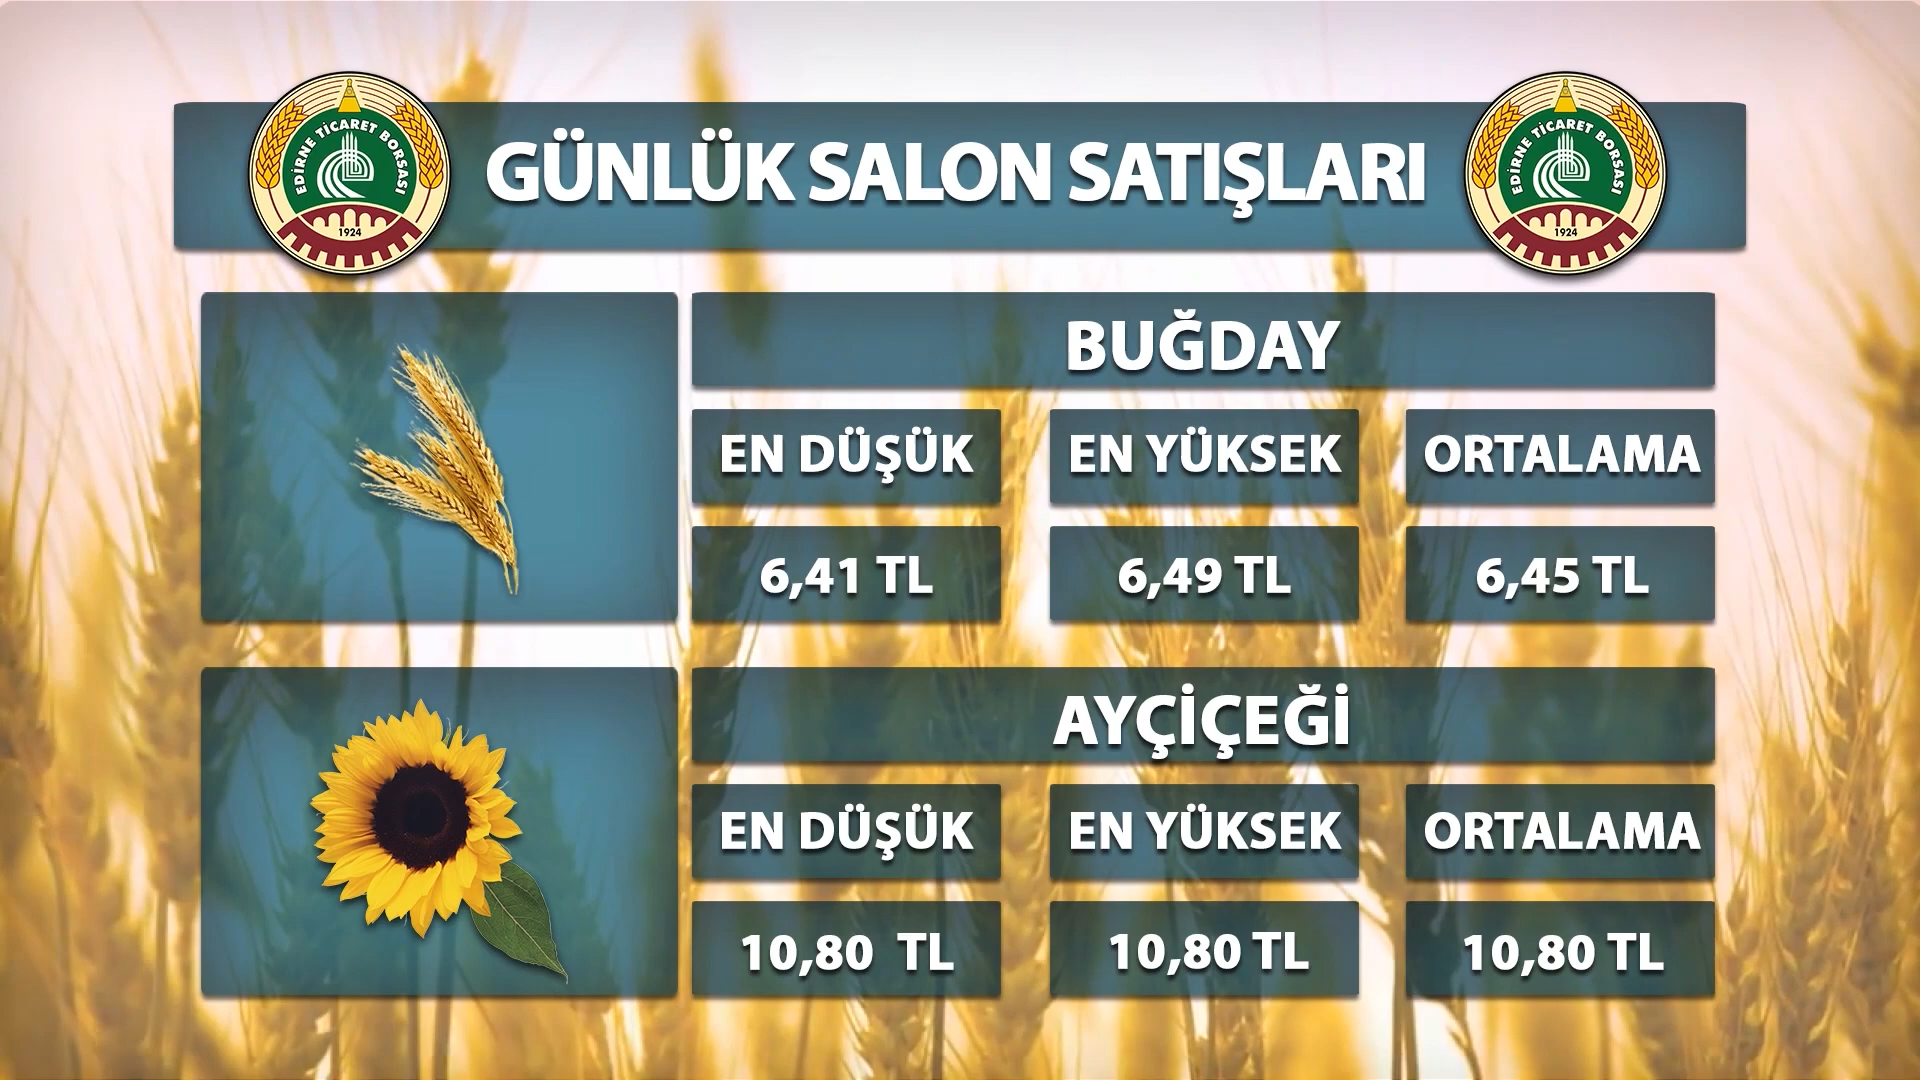 EDİRNE TİCARET BORSASI
1924
GÜNLÜK SALON SATIŞLARI
EDİRNE TİCARET BORSASI
1924
BUĞDAY
EN DÜŞÜK EN YÜKSEK ORTALAMA
6,41 TL 6,49 TL 6,45 TL
AYÇİÇEĞİ
EN DÜŞÜK EN YÜKSEK ORTALAMA
10,80 TL 10,80 TL 10,80 TL